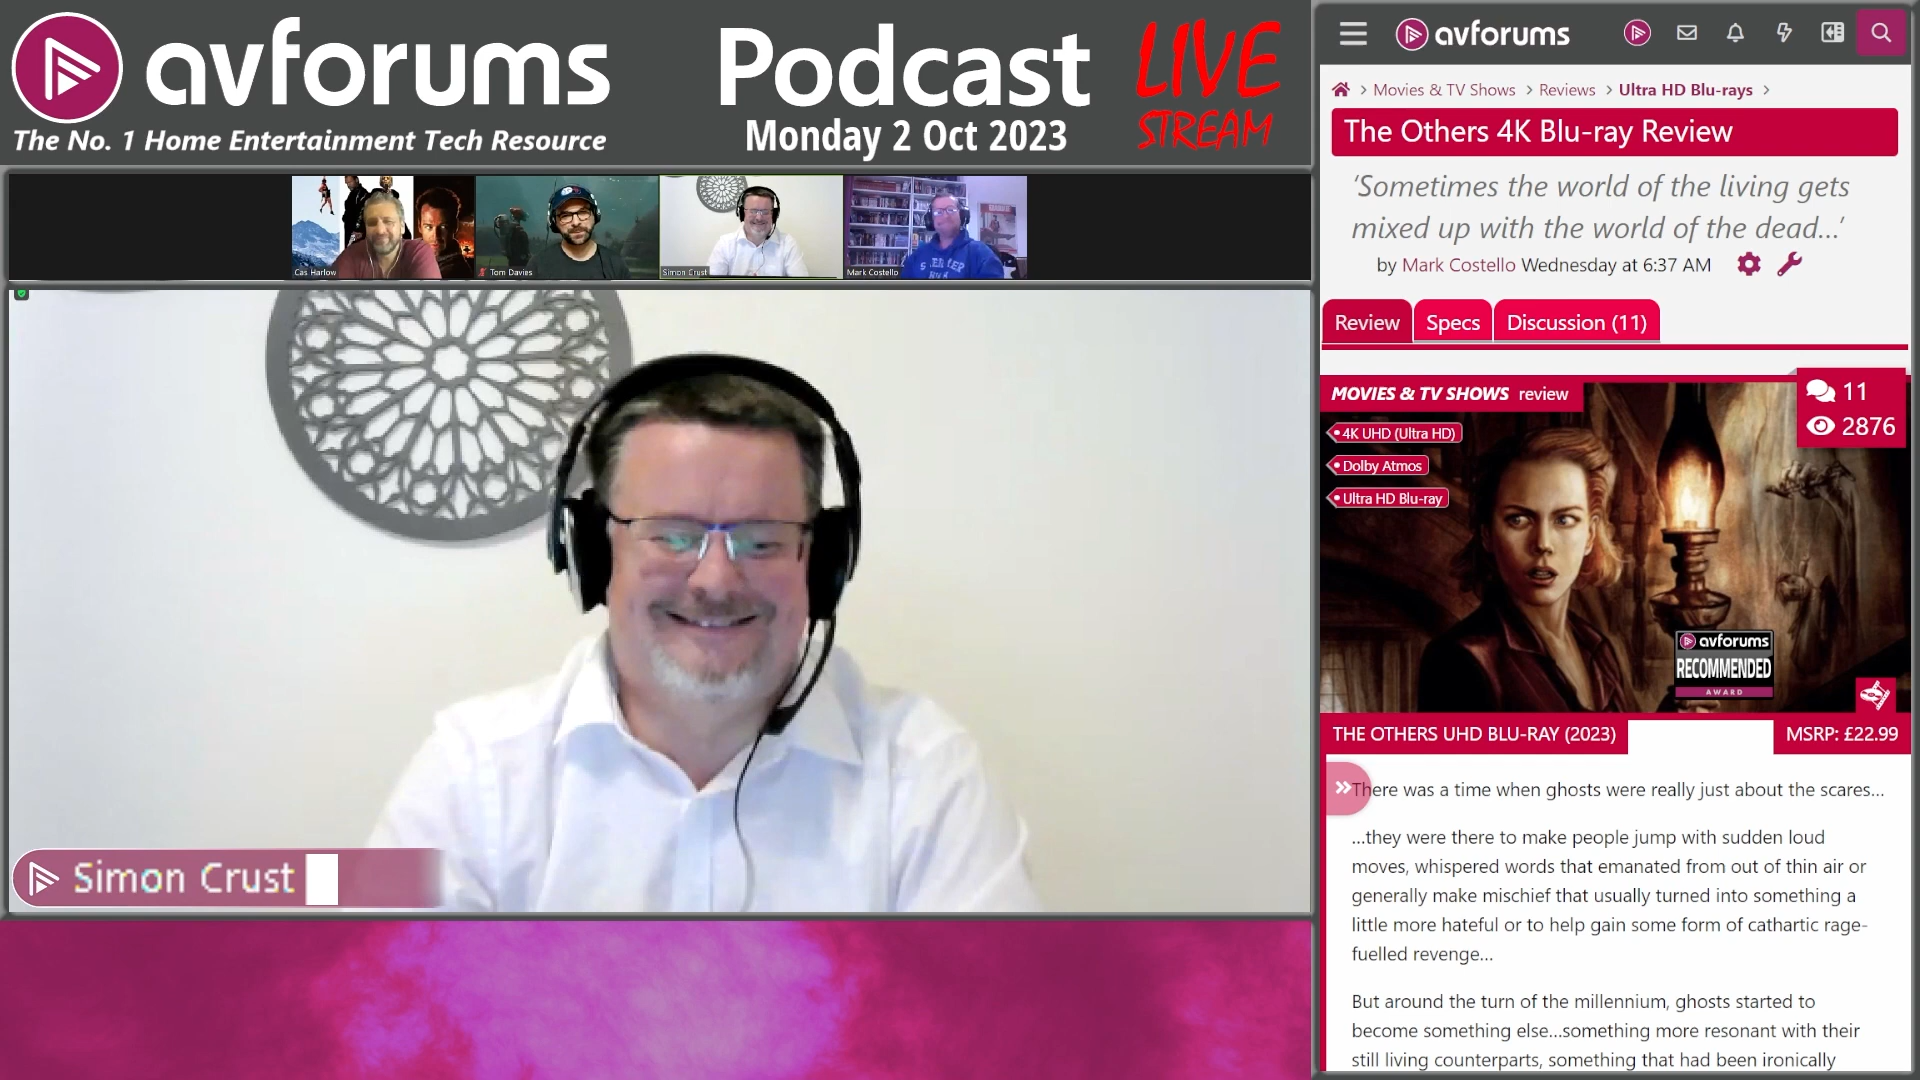 avforums
The No. 1 Home Entertainment Tech Resource
Podcast
Monday 2 Oct 2023
LIVE
STREAM
Cas Harlow
Tom Davies
Simon Crust
Mark Costello
Simon Crust
avforums
Movies & TV Shows > Reviews > Ultra HD Blu-rays >
The Others 4K Blu-ray Review
‘Sometimes the world of the living gets
mixed up with the world of the dead...’
by Mark Costello Wednesday at 6:37 AM
Review
Specs
Discussion (11)
MOVIES & TV SHOWS review
11
2876
4K UHD (Ultra HD)
Dolby Atmos
Ultra HD Blu-ray
avforums
RECOMMENDED
AWARD
THE OTHERS UHD BLU-RAY (2023)
MSRP: £22.99
There was a time when ghosts were really just about the scares...
...they were there to make people jump with sudden loud
moves, whispered words that emanated from out of thin air or
generally make mischief that usually turned into something a
little more hateful or to help gain some form of cathartic rage-
fuelled revenge...
But around the turn of the millennium, ghosts started to
become something else...something more resonant with their
still living counterparts, something that had been ironically